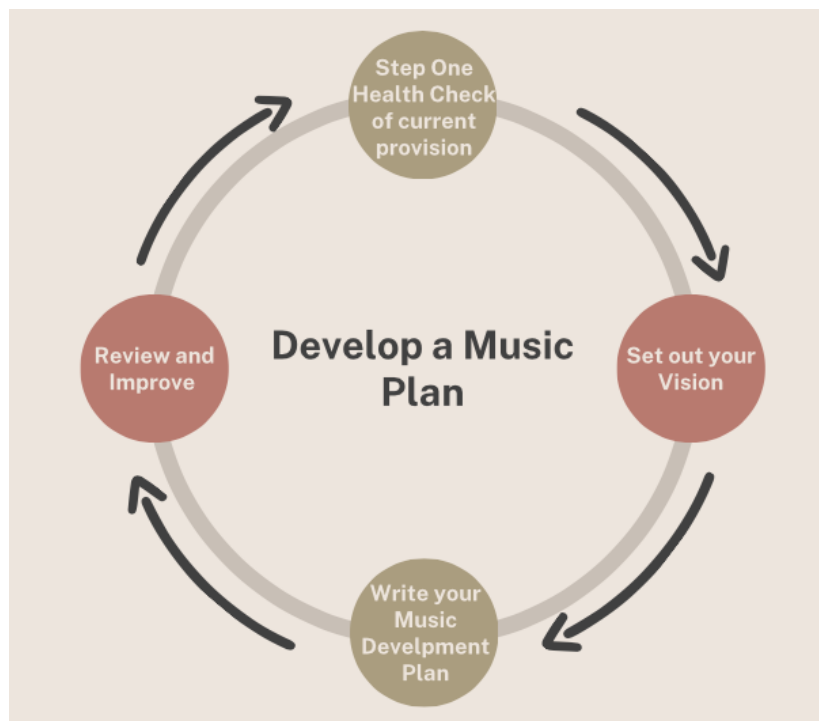 Step One
Health Check
of current
provision
Set out your
Vision
Write your
Music
Develpment
Plan
Review and
Improve
Develop a Music
Plan